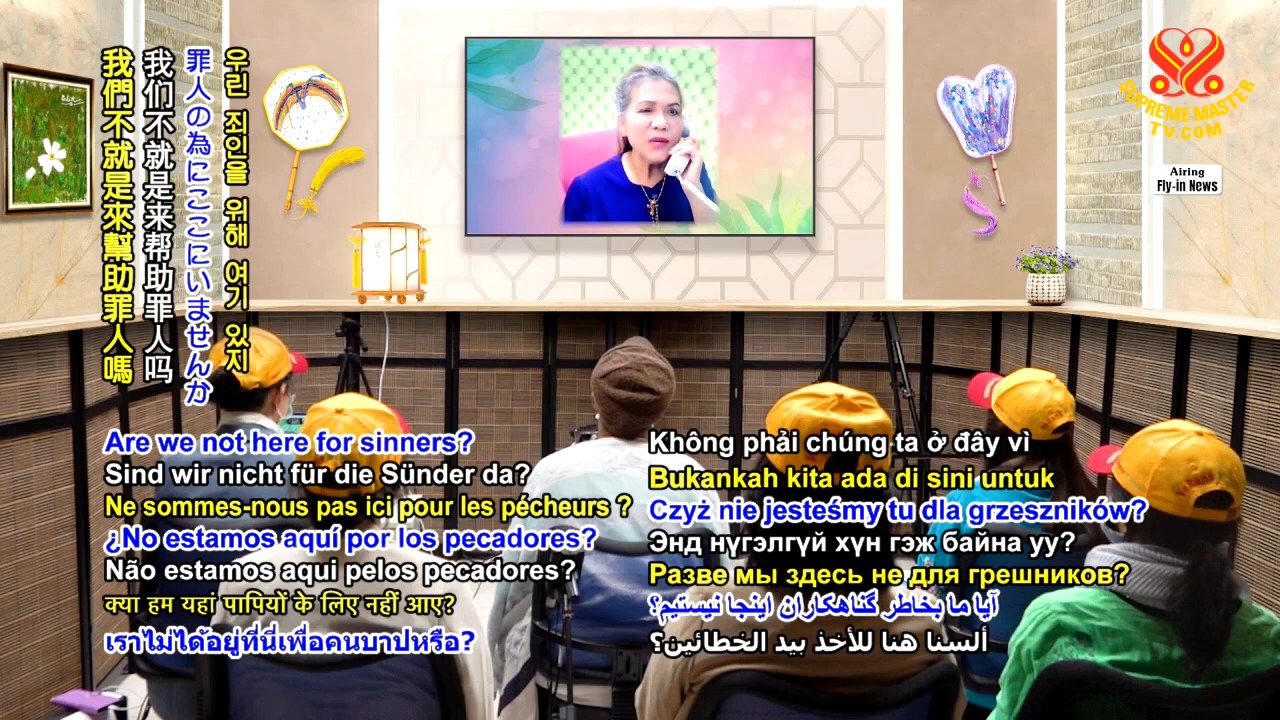 我們不就是來幫助罪人嗎
我们不就是来帮助罪人吗
罪人の為にここにいませんか
우린 죄인을 위해 여기 있지
SUPREME MASTER
TV.COM
Airing
Fly-in News
Are we not here for sinners?
Sind wir nicht für die Sünder da?
Ne sommes-nous pas ici pour les pécheurs ?
¿No estamos aquí por los pecadores?
Não estamos aqui pelos pecadores?
क्या हम यहां पापियों के लिए नहीं आए?
เราไม่ได้อยู่ที่นี่เพื่อคนบาปหรือ?
Không phải chúng ta ở đây vì
Bukankah kita ada di sini untuk
Czyż nie jesteśmy tu dla grzeszników?
Энд нүгэлгүй хүн гэж байна уу?
Разве мы здесь не для грешников?
آیا ما بخاطر گناهکاران اینجا نیستیم؟
ألسنا هنا للأخذ بيد الخطائين؟